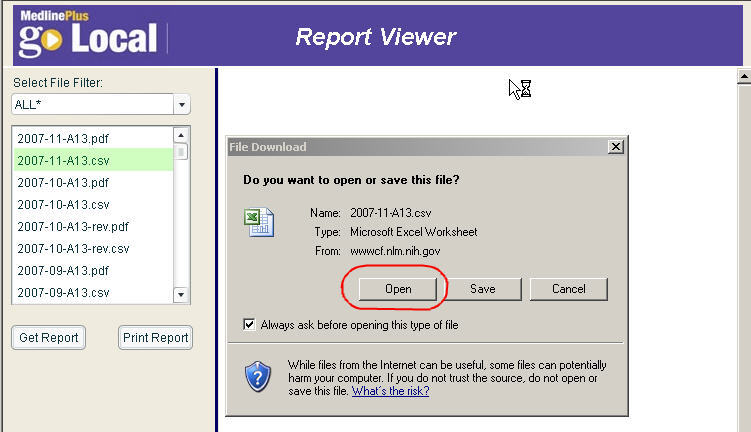 MedlinePlus
go Local
Report Viewer
Select File Filter:
ALL*
2007-11-A13.pdf
2007-11-A13.csv
2007-10-A13.pdf
2007-10-A13.csv
2007-10-A13-rev.pdf
2007-10-A13-rev.csv
2007-09-A13.pdf
2007-09-A13.csv
Get Report
Print Report
File Download
Do you want to open or save this file?
Name: 2007-11-A13.csv
Type: Microsoft Excel Worksheet
From: wwwcf.nlm.nih.gov
Open
Save
Cancel
Always ask before opening this type of file
While files from the Internet can be useful, some files can potentially
harm your computer. If you do not trust the source, do not open or
save this file. What's the risk?